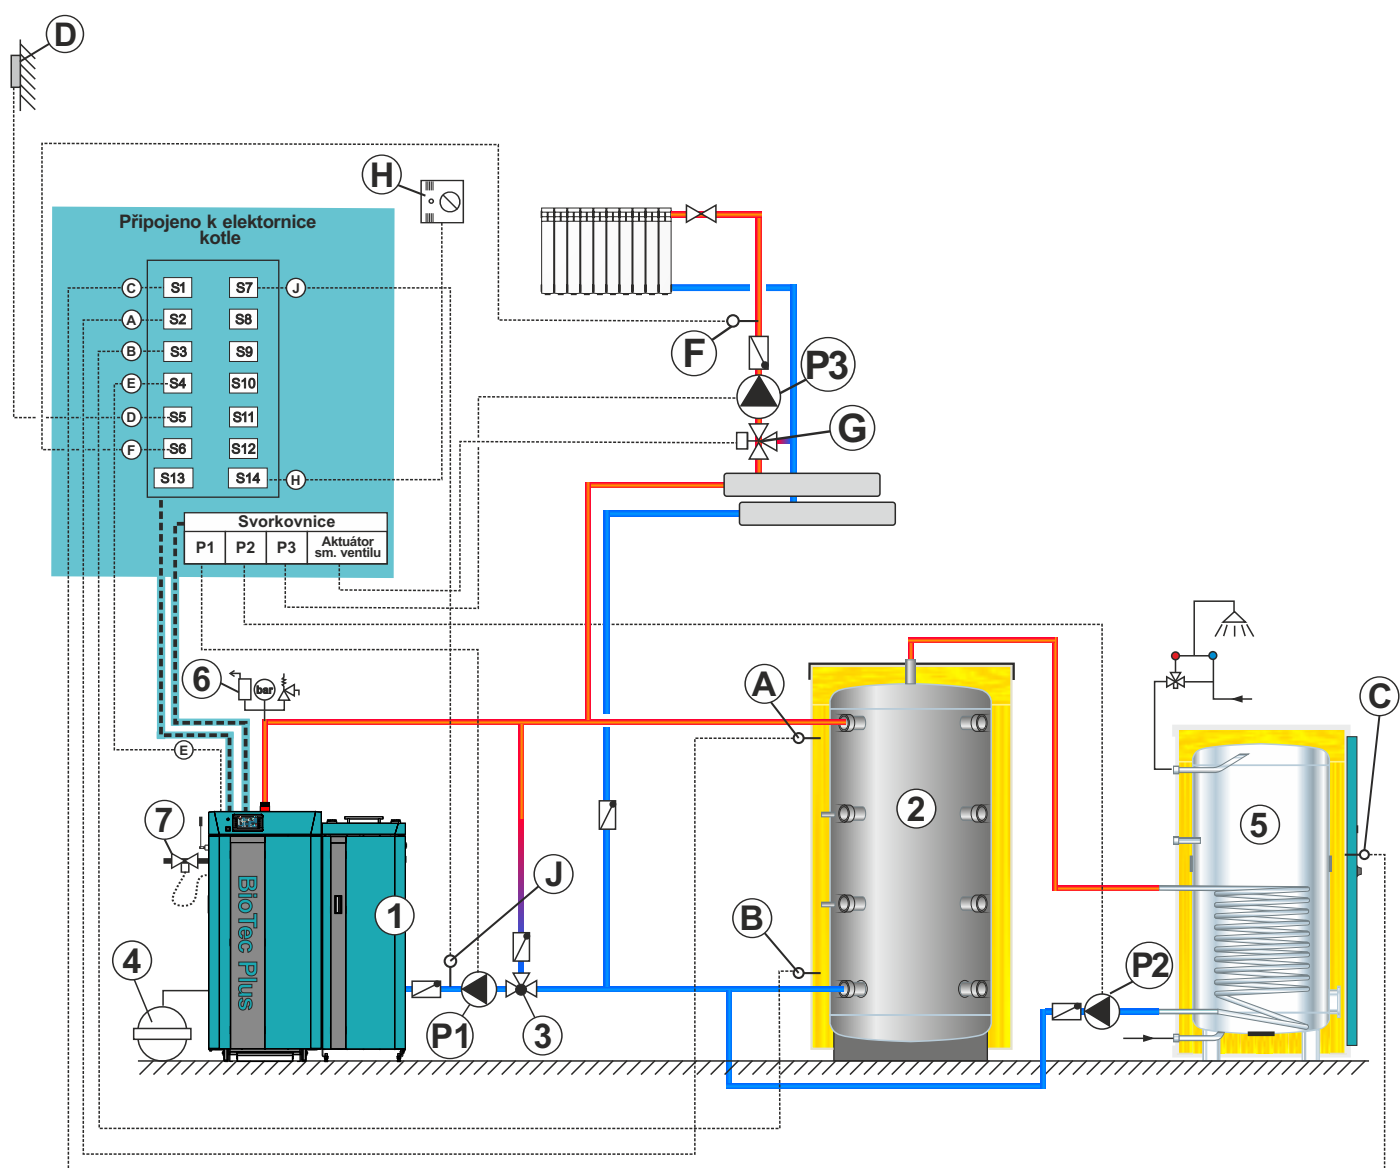 D
H
Připojeno k elektornice
kotle
C
S1
S7
J
A
S2
S8
B
S3
S9
E
S4
S10
D
S5
S11
F
S6
S12
S13
S14
H
Svorkovnice
P1
P2
P3
Aktuátor
sm. ventilu
F
P3
G
6
bar
A
C
E
7
2
5
BioTec Plus
1
J
4
B
P2
P1
3